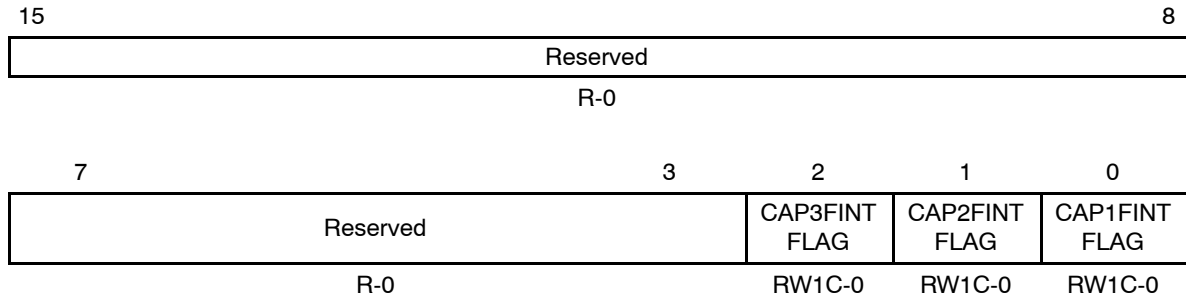 15 8
Reserved
R-0
7 3 2 1 0
Reserved CAP3FINT FLAG CAP2FINT FLAG CAP1FINT FLAG
R-0 RW1C-0 RW1C-0 RW1C-0